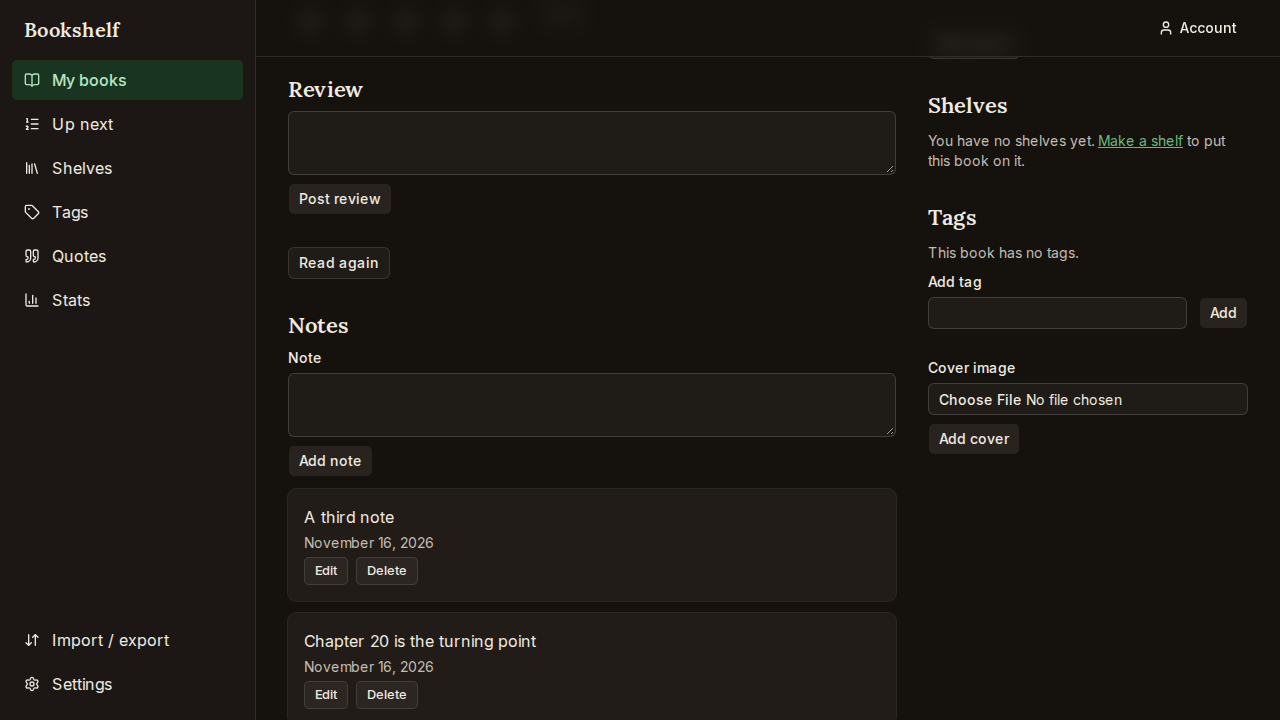 Bookshelf
My books
Up next
Shelves
Tags
Quotes
Stats
Import / export
Settings
Account
Review
Post review
Read again
Notes
Note
Add note
A third note
November 16, 2026
Edit Delete
Chapter 20 is the turning point
November 16, 2026
Edit Delete
Shelves
You have no shelves yet. Make a shelf to put
this book on it.
Tags
This book has no tags.
Add tag
Add
Cover image
Choose File No file chosen
Add cover